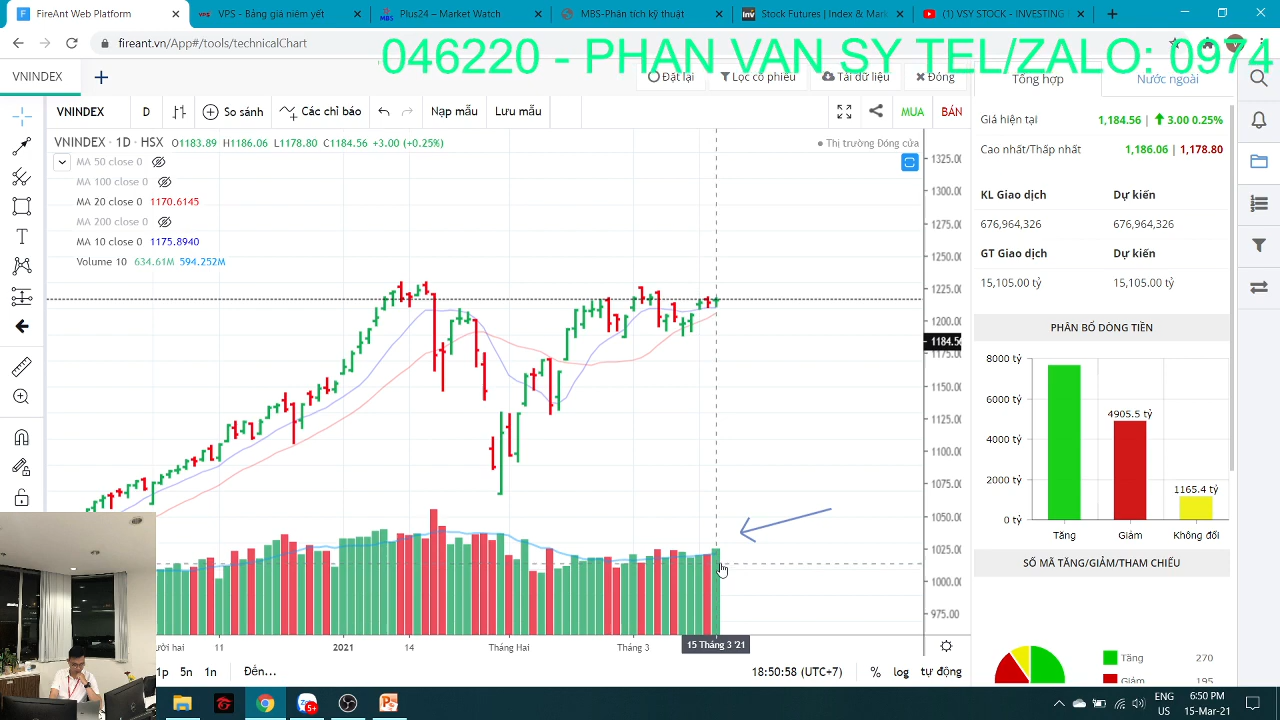 FireAnt Web Platform
VPS - Bảng giá niêm yết
Plus24 – Market Watch
MBS-Phân tích kỹ thuật
Stock Futures | Index & Mark
(1) VSY STOCK - INVESTING
fireant.vn/App#/tools/technicalChart
046220 - PHAN VAN SY TEL/ZALO: 0974
VNINDEX
Đặt lại
Lọc cổ phiếu
Tải dữ liệu
Đóng
Tổng hợp
Nước ngoài
VNINDEX
D
So sánh
Các chỉ báo
Nạp mẫu
Lưu mẫu
MUA
BÁN
VNINDEX · 1D · HSX O1183.89 H1186.06 L1178.80 C1184.56 +3.00 (+0.25%)
Thị trường Đóng cửa
MA 50 close 0
MA 100 close 0
MA 20 close 0 1170.6145
MA 200 close 0
MA 10 close 0 1175.8940
Volume 10 634.61M 594.252M
1325.00
1300.00
1275.00
1250.00
1225.00
1200.00
1184.56
1175.00
1150.00
1125.00
1100.00
1075.00
1050.00
1025.00
1000.00
975.00
11
2021
14
Tháng Hai
Tháng 3
15 Tháng 3 '21
5n
1n
Đến...
18:50:58 (UTC+7)
%
log
tự động
Giá hiện tại
1,184.56 | 3.00 0.25%
Cao nhất/Thấp nhất
1,186.06 | 1,178.80
KL Giao dịch
Dự kiến
676,964,326
676,964,326
GT Giao dịch
Dự kiến
15,105.00 tỷ
15,105.00 tỷ
PHÂN BỔ DÒNG TIỀN
8000 tỷ
6000 tỷ
4000 tỷ
2000 tỷ
0 tỷ
4905.5 tỷ
1165.4 tỷ
Tăng
Giảm
Không đổi
SỐ MÃ TĂNG/GIẢM/THAM CHIẾU
Tăng
270
Giảm
195
5+
ENG
US
6:50 PM
15-Mar-21